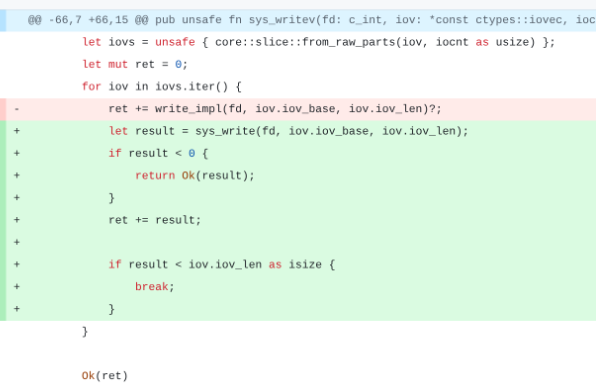 @@ -66,7 +66,15 @@ pub unsafe fn sys_writev(fd: c_int, iov: *const ctypes::iovec, ioc
let iovs = unsafe { core::slice::from_raw_parts(iov, iocnt as usize) };
let mut ret = 0;
for iov in iovs.iter() {
- ret += write_impl(fd, iov.iov_base, iov.iov_len)?;
+ let result = sys_write(fd, iov.iov_base, iov.iov_len);
+ if result < 0 {
+ return Ok(result);
+ }
+ ret += result;
+
+ if result < iov.iov_len as isize {
+ break;
+ }
}
Ok(ret)